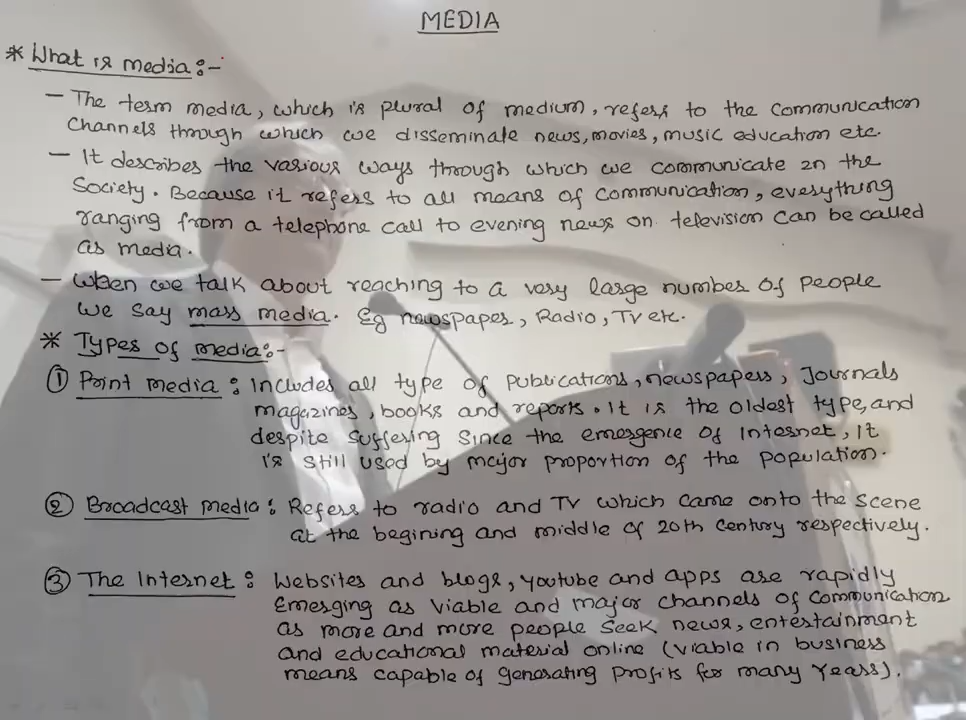 MEDIA
* What is media :-
- The term media, which is plural of medium, refers to the communication
channels through which we disseminate news, movies, music education etc.
- It describes the various ways through which we communicate in the
Society. Because it refers to all means of communication, everything
ranging from a telephone call to evening news on television can be called
as media.
- When we talk about reaching to a very large number of people
we say mass media. Eg newspaper, Radio, TV etc.
* Types of media :-
① Print media : Includes all type of publications, newspapers, Journals
magazines, books and reports. It is the oldest type, and
despite suffering since the emergence of Internet, It
is still used by major proportion of the population.
② Broadcast media : Refers to radio and TV which came onto the scene
at the begining and middle of 20th Century respectively.
③ The Internet : Websites and blogs, youtube and apps are rapidly
Emerging as viable and major channels of communication
as more and more people seek news, entertainment
and educational material online (viable in business
means capable of generating profits for many years).